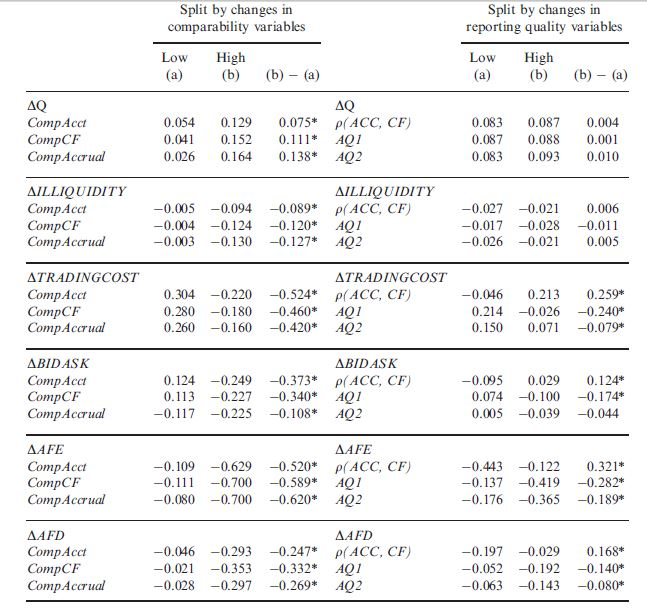 Split by changes in comparability variables Split by changes in reporting quality variables
Low (a) High (b) (b) − (a) Low (a) High (b) (b) − (a)
ΔQ ΔQ
CompAcct 0.054 0.129 0.075* ρ(ACC, CF) 0.083 0.087 0.004
CompCF 0.041 0.152 0.111* AQ1 0.087 0.088 0.001
CompAccrual 0.026 0.164 0.138* AQ2 0.083 0.093 0.010
ΔILLIQUIDITY ΔILLIQUIDITY
CompAcct −0.005 −0.094 −0.089* ρ(ACC, CF) −0.027 −0.021 0.006
CompCF −0.004 −0.124 −0.120* AQ1 −0.017 −0.028 −0.011
CompAccrual −0.003 −0.130 −0.127* AQ2 −0.026 −0.021 0.005
ΔTRADINGCOST ΔTRADINGCOST
CompAcct 0.304 −0.220 −0.524* ρ(ACC, CF) −0.046 0.213 0.259*
CompCF 0.280 −0.180 −0.460* AQ1 0.214 −0.026 −0.240*
CompAccrual 0.260 −0.160 −0.420* AQ2 0.150 0.071 −0.079*
ΔBIDASK ΔBIDASK
CompAcct 0.124 −0.249 −0.373* ρ(ACC, CF) −0.095 0.029 0.124*
CompCF 0.113 −0.227 −0.340* AQ1 0.074 −0.100 −0.174*
CompAccrual −0.117 −0.225 −0.108* AQ2 0.005 −0.039 −0.044
ΔAFE ΔAFE
CompAcct −0.109 −0.629 −0.520* ρ(ACC, CF) −0.443 −0.122 0.321*
CompCF −0.111 −0.700 −0.589* AQ1 −0.137 −0.419 −0.282*
CompAccrual −0.080 −0.700 −0.620* AQ2 −0.176 −0.365 −0.189*
ΔAFD ΔAFD
CompAcct −0.046 −0.293 −0.247* ρ(ACC, CF) −0.197 −0.029 0.168*
CompCF −0.021 −0.353 −0.332* AQ1 −0.052 −0.192 −0.140*
CompAccrual −0.028 −0.297 −0.269* AQ2 −0.063 −0.143 −0.080*